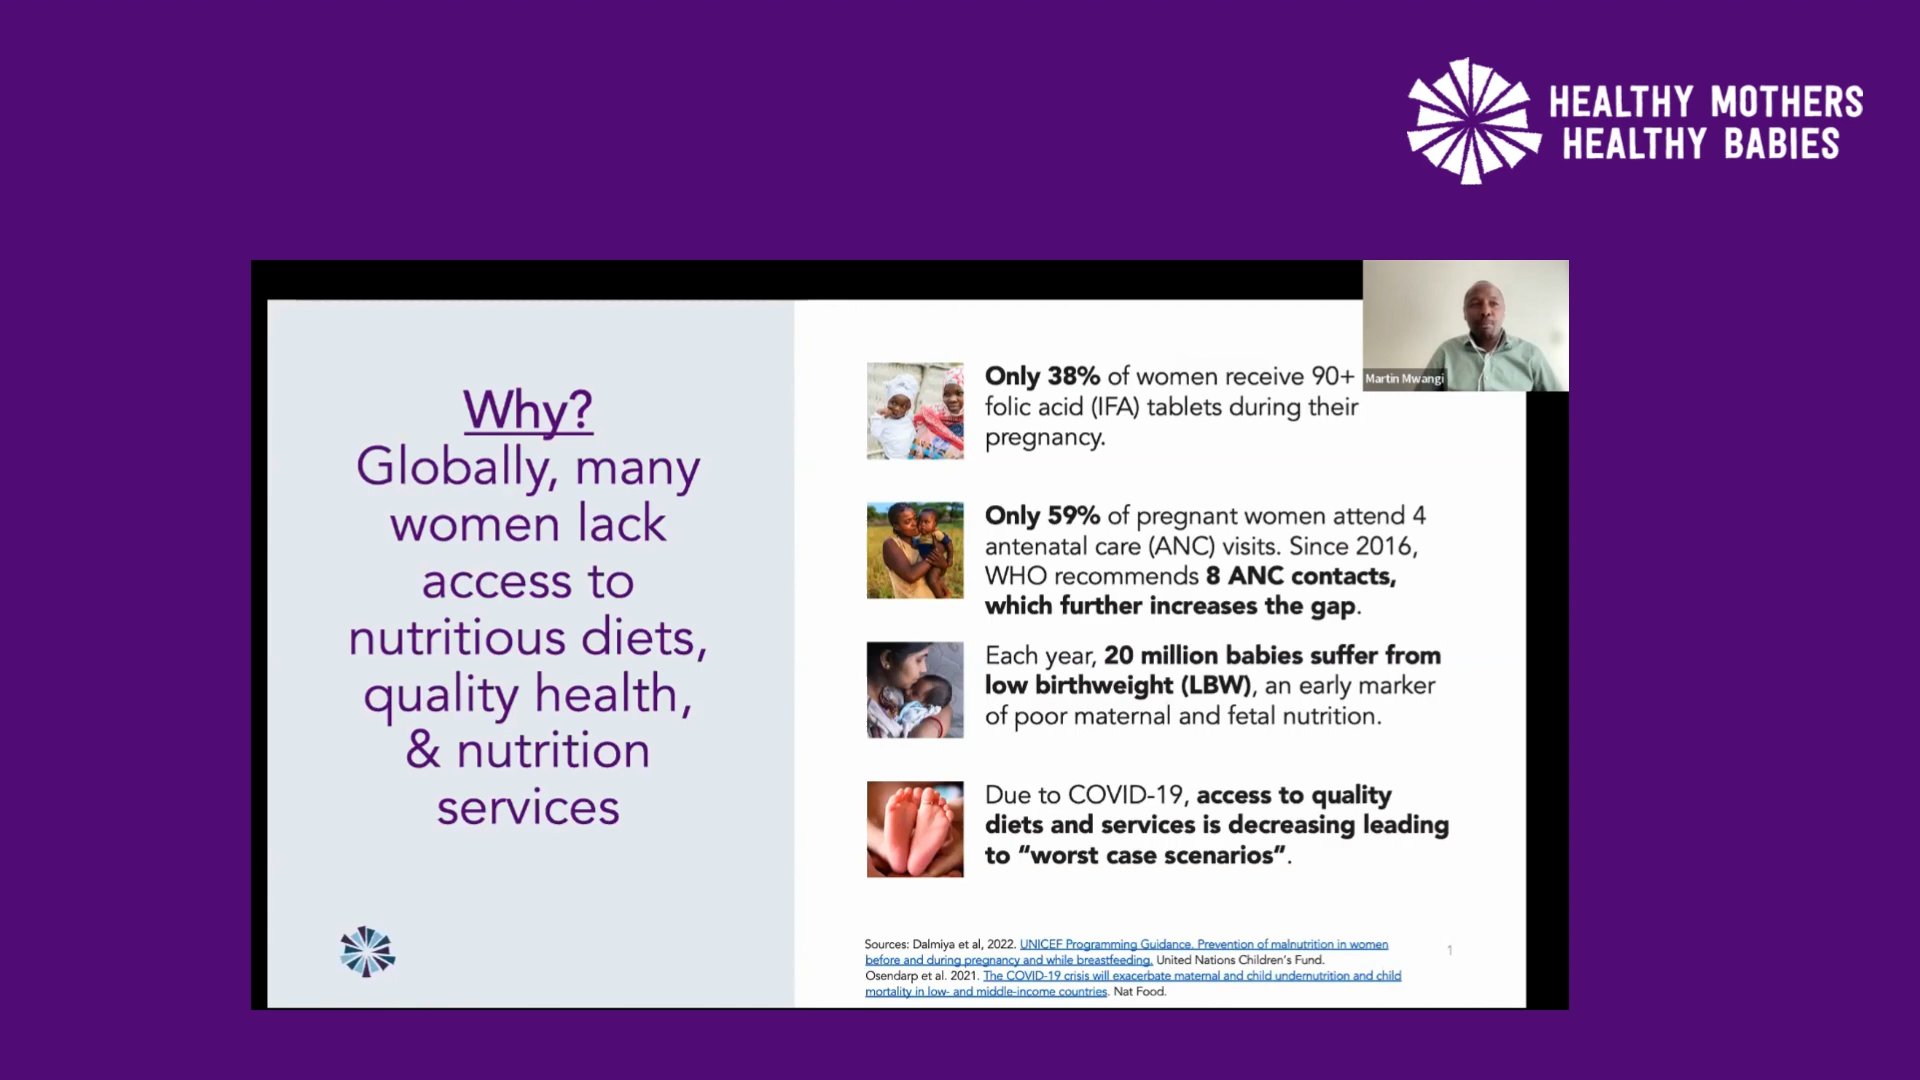 HEALTHY MOTHERS
HEALTHY BABIES
Martin Mwangi
Why?
Globally, many
women lack
access to
nutritious diets,
quality health,
& nutrition
services
Only 38% of women receive 90+
folic acid (IFA) tablets during their
pregnancy.
Only 59% of pregnant women attend 4
antenatal care (ANC) visits. Since 2016,
WHO recommends 8 ANC contacts,
which further increases the gap.
Each year, 20 million babies suffer from
low birthweight (LBW), an early marker
of poor maternal and fetal nutrition.
Due to COVID-19, access to quality
diets and services is decreasing leading
to “worst case scenarios”.
Sources: Dalmiya et al, 2022. UNICEF Programming Guidance. Prevention of malnutrition in women
before and during pregnancy and while breastfeeding. United Nations Children’s Fund.
Osendarp et al. 2021. The COVID-19 crisis will exacerbate maternal and child undernutrition and child
mortality in low- and middle-income countries. Nat Food.
1